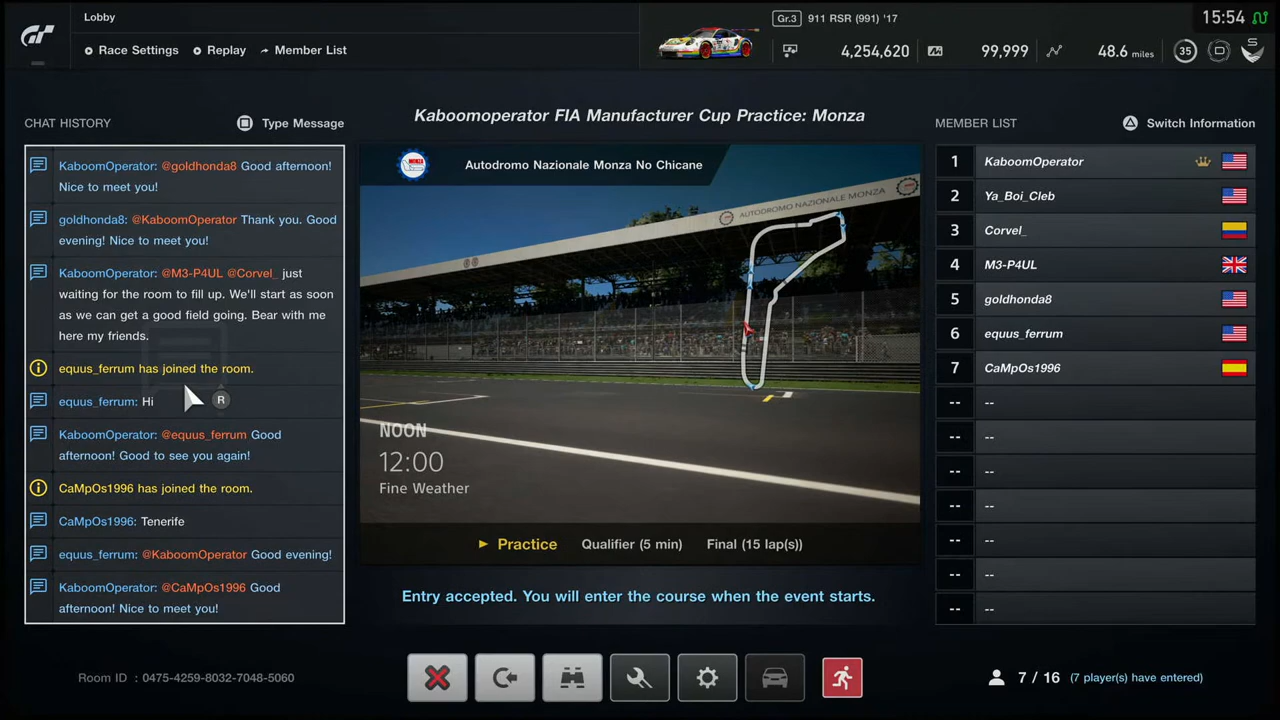 Lobby
Race Settings
Replay
Member List
Gr.3 911 RSR (991) '17
4,254,620
99,999
48.6 miles
35
S
15:54
Kaboomoperator FIA Manufacturer Cup Practice: Monza
CHAT HISTORY
Type Message
KaboomOperator: @goldhonda8 Good afternoon!
Nice to meet you!
goldhonda8: @KaboomOperator Thank you. Good
evening! Nice to meet you!
KaboomOperator: @M3-P4UL @Corvel_ just
waiting for the room to fill up. We'll start as soon
as we can get a good field going. Bear with me
here my friends.
equus_ferrum has joined the room.
equus_ferrum: Hi
R
KaboomOperator: @equus_ferrum Good
afternoon! Good to see you again!
CaMpOs1996 has joined the room.
CaMpOs1996: Tenerife
equus_ferrum: @KaboomOperator Good evening!
KaboomOperator: @CaMpOs1996 Good
afternoon! Nice to meet you!
MONZA
Autodromo Nazionale Monza No Chicane
AUTODROMO NAZIONALE MONZA
NOON
12:00
Fine Weather
Practice
Qualifier (5 min)
Final (15 lap(s))
Entry accepted. You will enter the course when the event starts.
MEMBER LIST
Switch Information
1 KaboomOperator
2 Ya_Boi_Cleb
3 Corvel_
4 M3-P4UL
5 goldhonda8
6 equus_ferrum
7 CaMpOs1996
-- --
-- --
-- --
-- --
-- --
-- --
-- --
Room ID : 0475-4259-8032-7048-5060
7 / 16 (7 player(s) have entered)